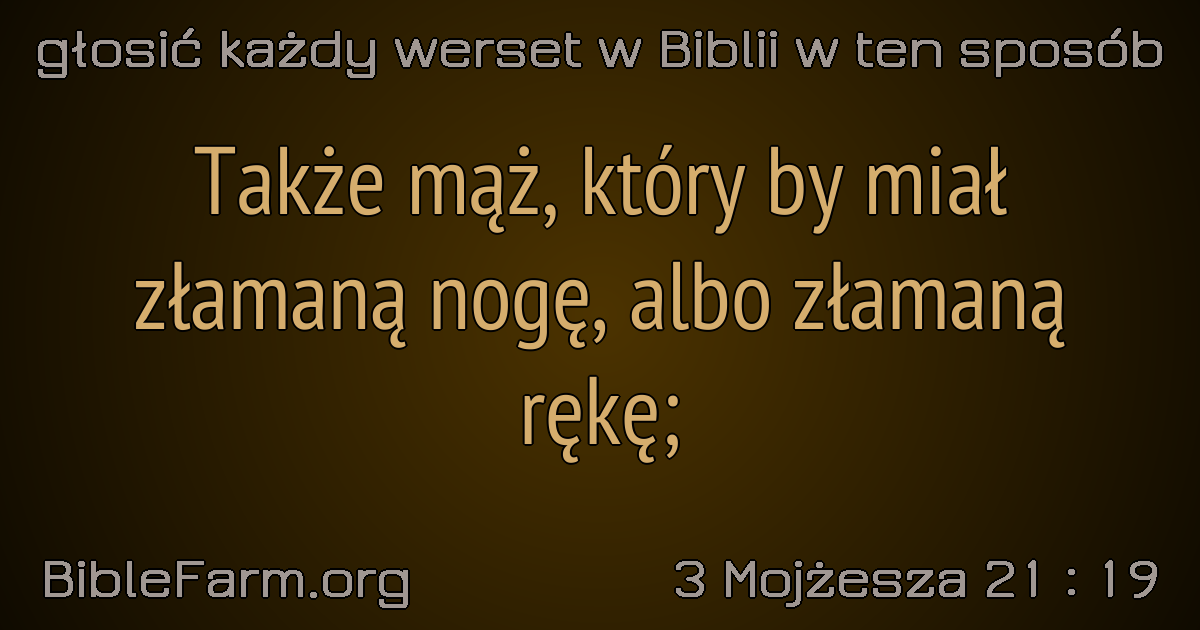 głosić każdy werset w Biblii w ten sposób
Także mąż, który by miał
złamaną nogę, albo złamaną
rękę;
BibleFarm.org
3 Mojżesza 21 : 19